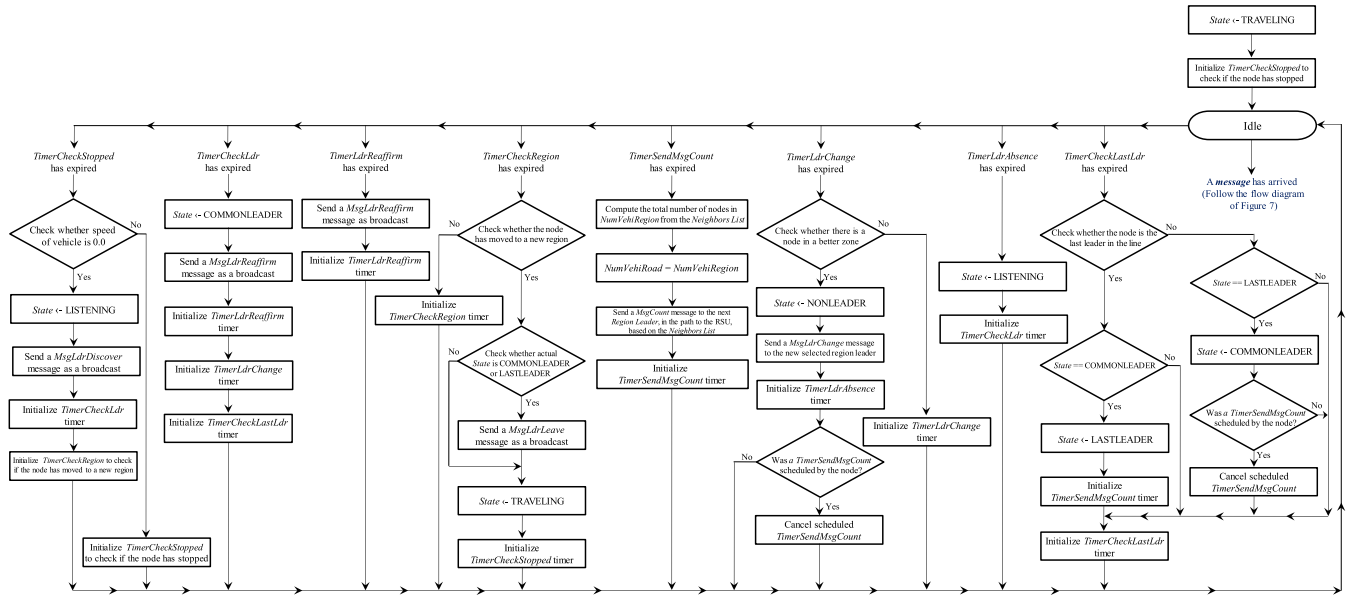 State ‹- TRAVELING
Initialize TimerCheckStopped to
check if the node has stopped
Idle
A message has arrived
(Follow the flow diagram
of Figure 7)
TimerCheckStopped
has expired
Check whether speed
of vehicle is 0.0
No
Yes
State ‹- LISTENING
Send a MsgLdrDiscover
message as a broadcast
Initialize TimerCheckLdr
timer
Initialize TimerCheckRegion to check
if the node has moved to a new region
Initialize TimerCheckStopped
to check if the node has stopped
TimerCheckLdr
has expired
State ‹- COMMONLEADER
Send a MsgLdrReaffirm
message as a broadcast
Initialize TimerLdrReaffirm
timer
Initialize TimerLdrChange
timer
Initialize TimerCheckLastLdr
timer
TimerLdrReaffirm
has expired
Send a MsgLdrReaffirm
message as broadcast
Initialize TimerLdrReaffirm
timer
TimerCheckRegion
has expired
No
Check whether the node
has moved to a new region
Yes
Initialize
TimerCheckRegion timer
No
Check whether actual
State is COMMONLEADER
or LASTLEADER
Yes
Send a MsgLdrLeave
message as a broadcast
State ‹- TRAVELING
Initialize
TimerCheckStopped timer
TimerSendMsgCount
has expired
Compute the total number of nodes in
NumVehiRegion from the Neighbors List
NumVehiRoad = NumVehiRegion
Send a MsgCount message to the next
Region Leader, in the path to the RSU,
based on the Neighbors List
Initialize
TimerSendMsgCount timer
TimerLdrChange
has expired
Check whether there is a
node in a better zone
No
Yes
State ‹- NONLEADER
Send a MsgLdrChange message
to the new selected region leader
Initialize TimerLdrAbsence
timer
No
Was a TimerSendMsgCount
scheduled by the node?
Yes
Cancel scheduled
TimerSendMsgCount
Initialize TimerLdrChange
timer
TimerLdrAbsence
has expired
State ‹- LISTENING
Initialize
TimerCheckLdr timer
TimerCheckLastLdr
has expired
Check whether the node is the
last leader in the line
No
Yes
State == COMMONLEADER
No
Yes
State ‹- LASTLEADER
Initialize
TimerSendMsgCount timer
Initialize TimerCheckLastLdr
timer
State == LASTLEADER
No
Yes
State ‹- COMMONLEADER
Was a TimerSendMsgCount
scheduled by the node?
No
Yes
Cancel scheduled
TimerSendMsgCount